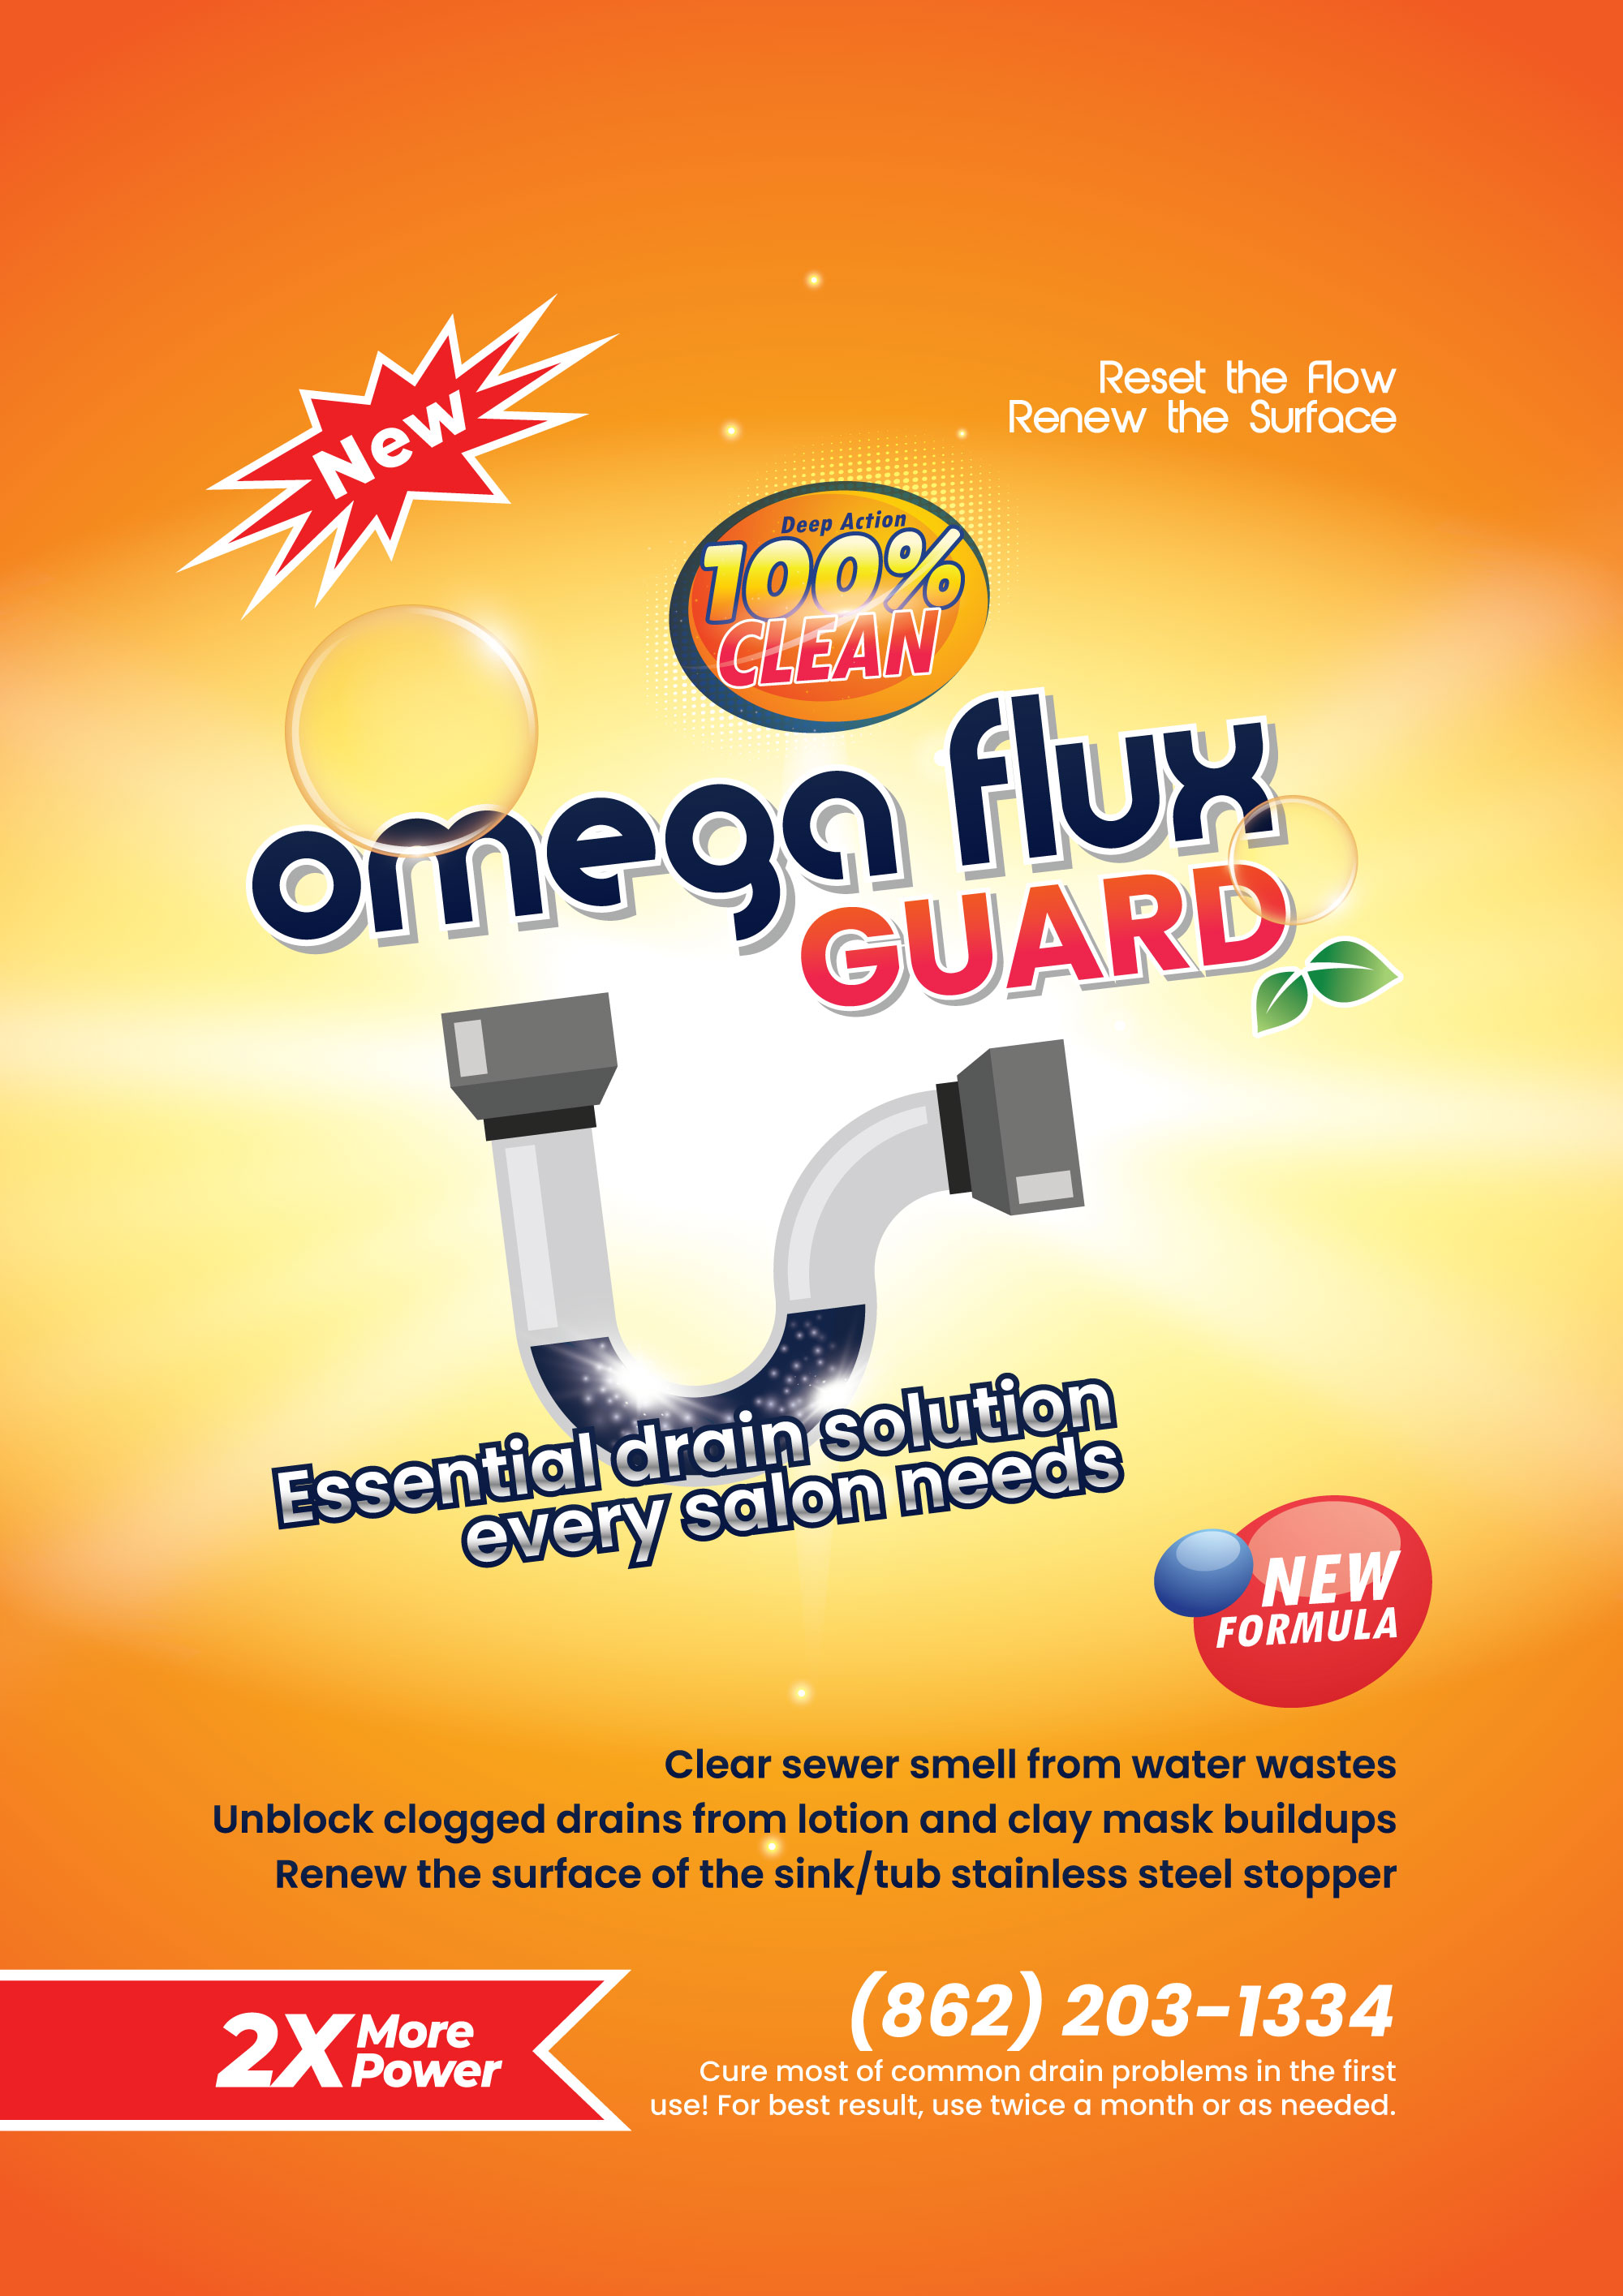 New
Reset the Flow
Renew the Surface
Deep Action
100%
CLEAN
omega flux
GUARD
Essential drain solution
every salon needs
NEW
FORMULA
Clear sewer smell from water wastes
Unblock clogged drains from lotion and clay mask buildups
Renew the surface of the sink/tub stainless steel stopper
2X More
Power
(862) 203-1334
Cure most of common drain problems in the first
use! For best result, use twice a month or as needed.